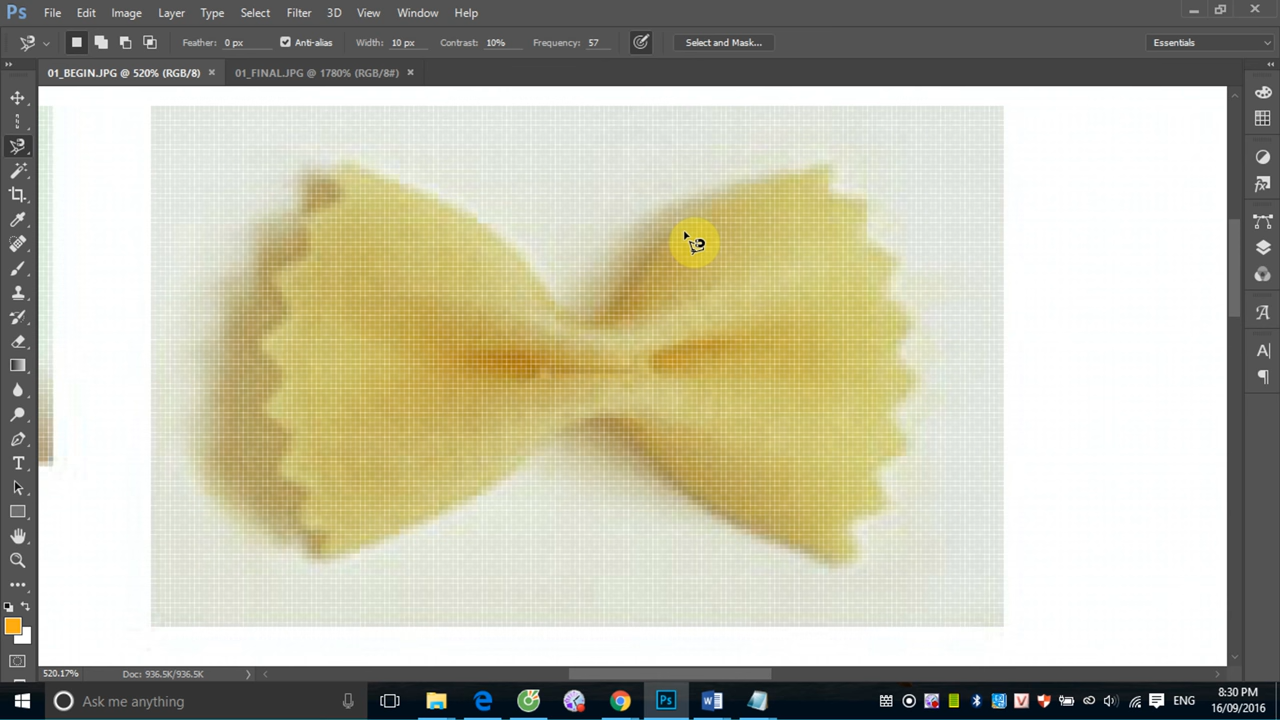 Ps File Edit Image Layer Type Select Filter 3D View Window Help
Feather: 0 px Anti-alias Width: 10 px Contrast: 10% Frequency: 57 Select and Mask... Essentials
01_BEGIN.JPG @ 520% (RGB/8) × 01_FINAL.JPG @ 1780% (RGB/8#) ×
520.17% Doc: 936.5K/936.5K
Ask me anything Ps ENG 8:30 PM
16/09/2016